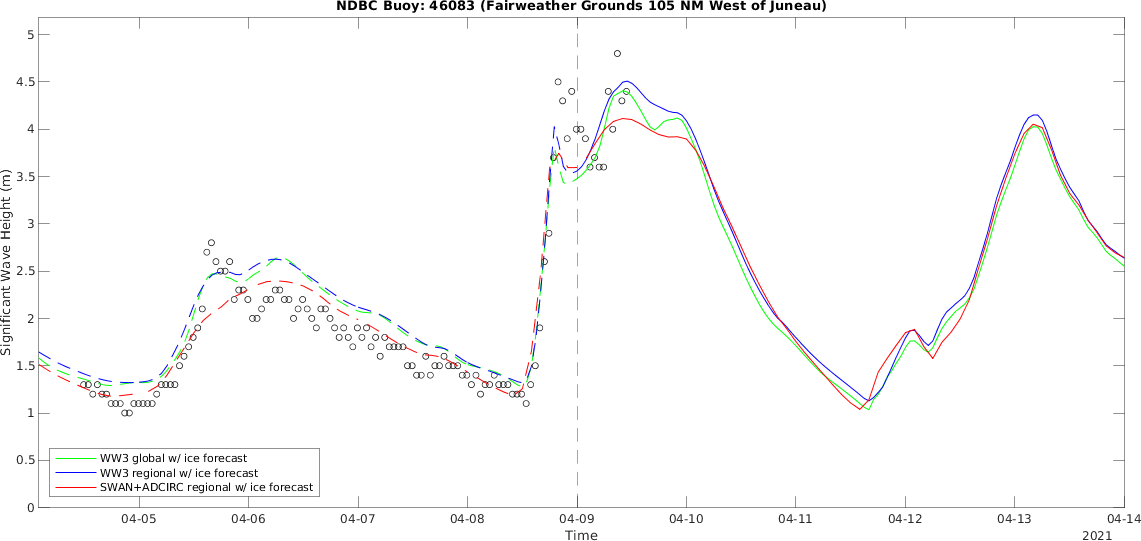 NDBC Buoy: 46083 (Fairweather Grounds 105 NM West of Juneau)
5
4.5
4
3.5
3
2.5
2
1.5
1
0.5
0
Significant Wave Height (m)
WW3 global w/ ice forecast
WW3 regional w/ ice forecast
SWAN+ADCIRC regional w/ ice forecast
04-05 04-06 04-07 04-08 04-09 04-10 04-11 04-12 04-13 04-14
Time
2021